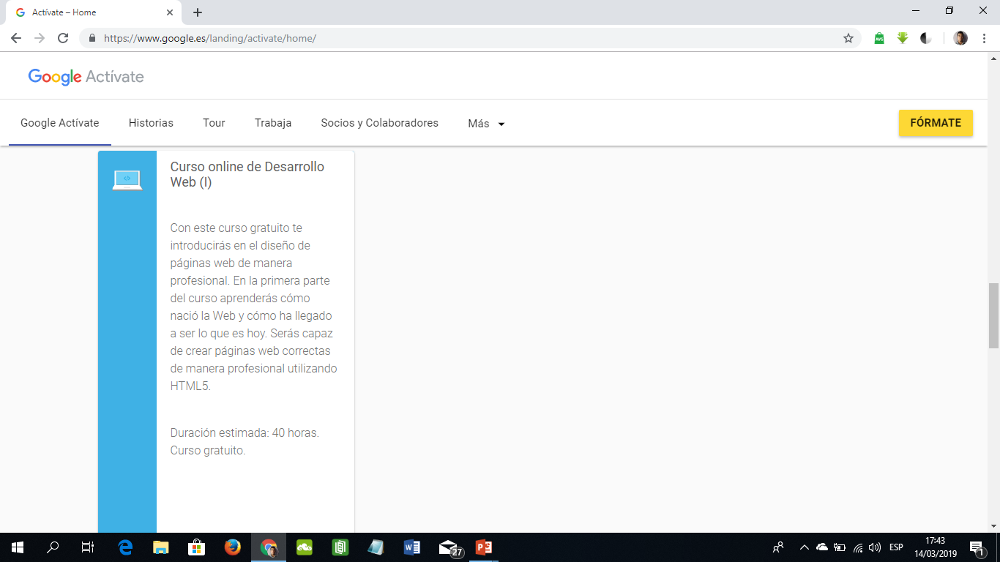 Actívate – Home
https://www.google.es/landing/activate/home/
AVG
Google Actívate
Google Actívate Historias Tour Trabaja Socios y Colaboradores Más FÓRMATE
</>
Curso online de Desarrollo
Web (I)
Con este curso gratuito te
introducirás en el diseño de
páginas web de manera
profesional. En la primera parte
del curso aprenderás cómo
nació la Web y cómo ha llegado
a ser lo que es hoy. Serás capaz
de crear páginas web correctas
de manera profesional utilizando
HTML5.
Duración estimada: 40 horas.
Curso gratuito.
27
ESP
17:43
14/03/2019
1